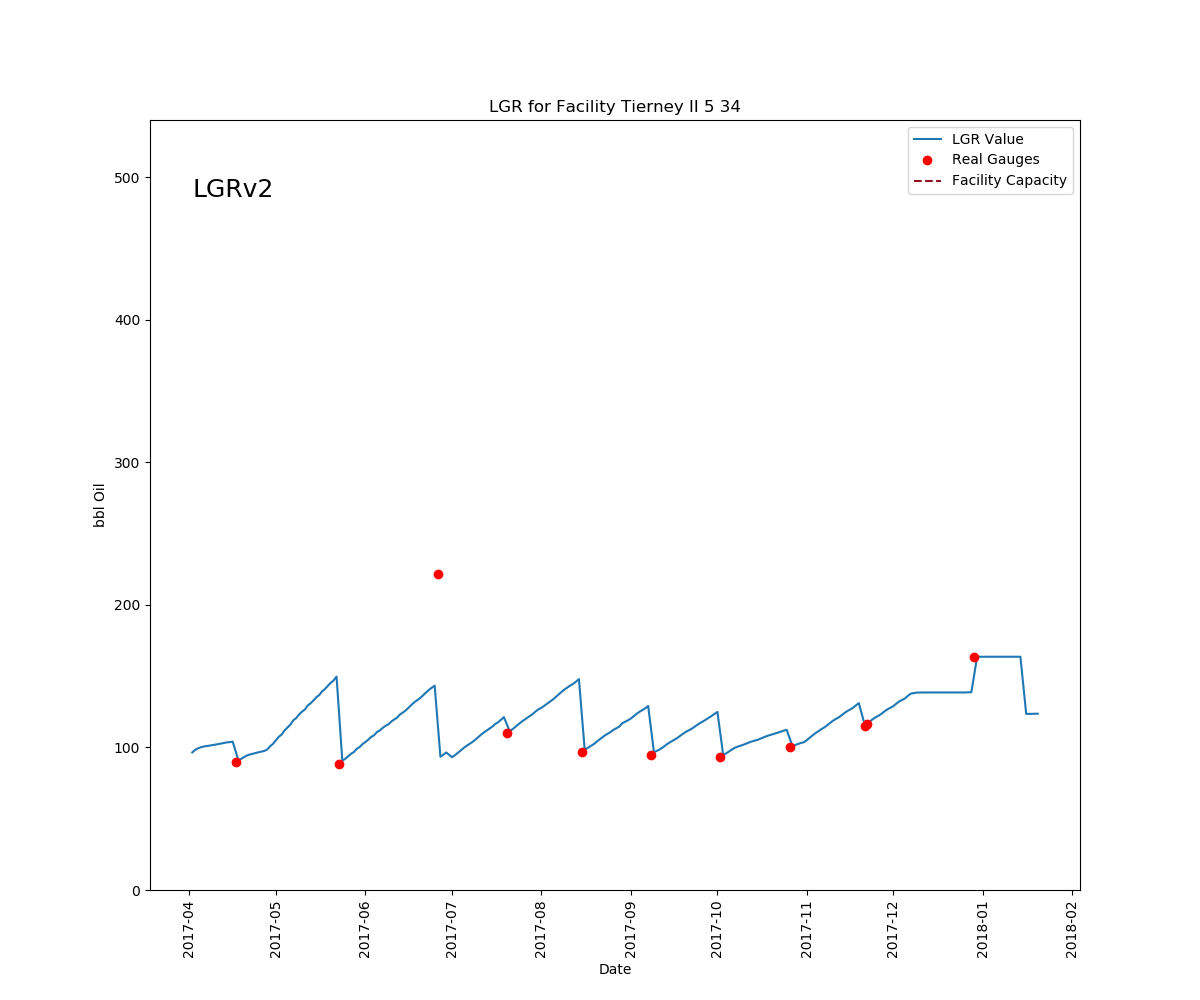 LGR for Facility Tierney II 5 34
LGRv2
LGR Value
Real Gauges
Facility Capacity
500
400
300
200
100
0
bbl Oil
2017-04
2017-05
2017-06
2017-07
2017-08
2017-09
2017-10
2017-11
2017-12
2018-01
2018-02
Date